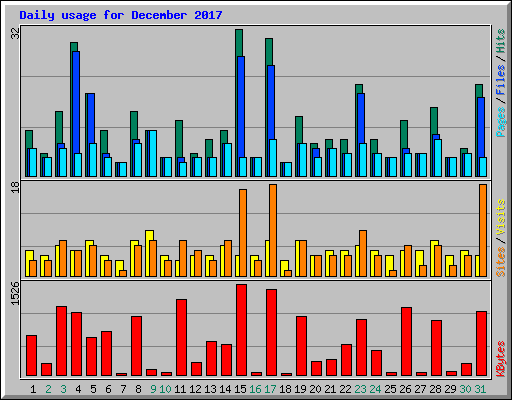 Daily usage for December 2017
32
Pages / Files / Hits
18
Sites / Visits
1526
KBytes
1 2 3 4 5 6 7 8 9 10 11 12 13 14 15 16 17 18 19 20 21 22 23 24 25 26 27 28 29 30 31